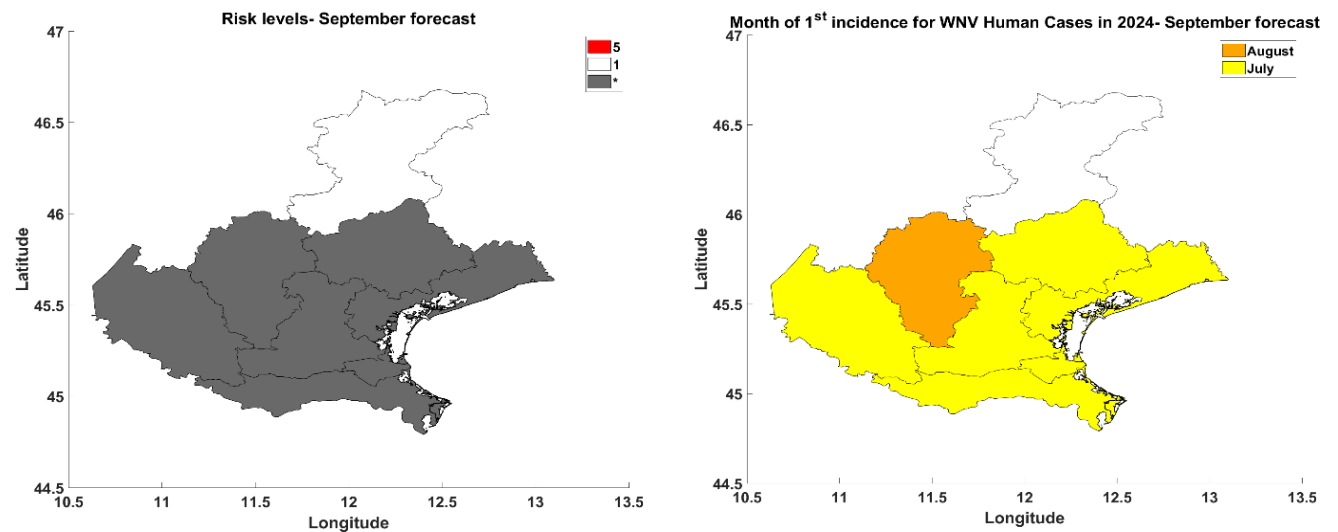 Risk levels- September forecast
5
1
*
47
46.5
46
45.5
45
44.5
Latitude
10.5 11 11.5 12 12.5 13 13.5
Longitude
Month of 1st incidence for WNV Human Cases in 2024- September forecast
August
July
47
46.5
46
45.5
45
44.5
Latitude
10.5 11 11.5 12 12.5 13 13.5
Longitude